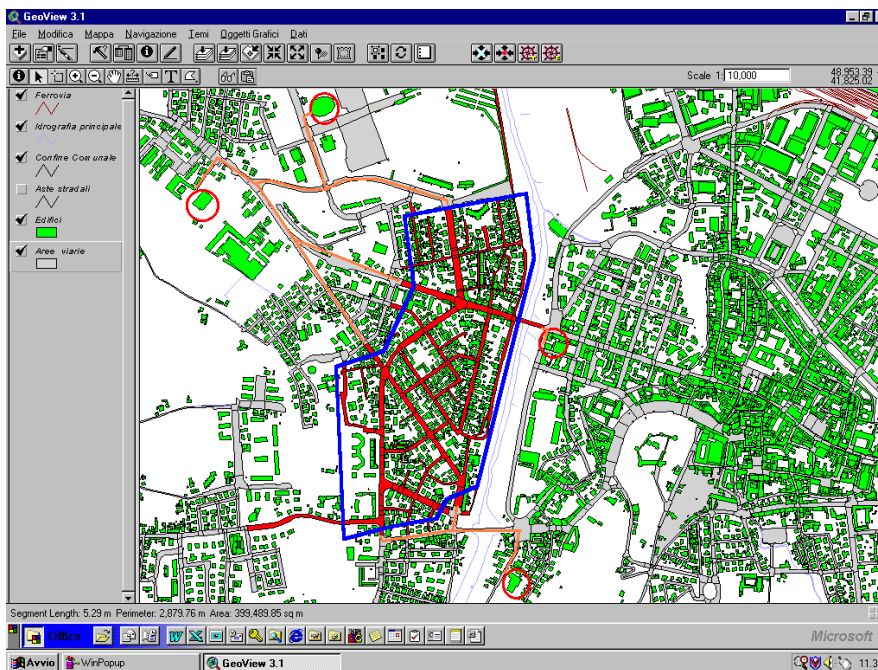 GeoView 3.1
File Modifica Mappa Navigazione Temi Oggetti Grafici Dati
Scale 1: 10,000
48,953.39
41,825.02
Ferrovia
Idrografia principale
Confine Comunale
Aste stradali
Edifici
Aree viarie
Segment Length: 5.29 m Perimeter: 2,879.76 m Area: 399,489.85 sq m
Office
Microsoft
Avvio WinPopup GeoView 3.1 11.3